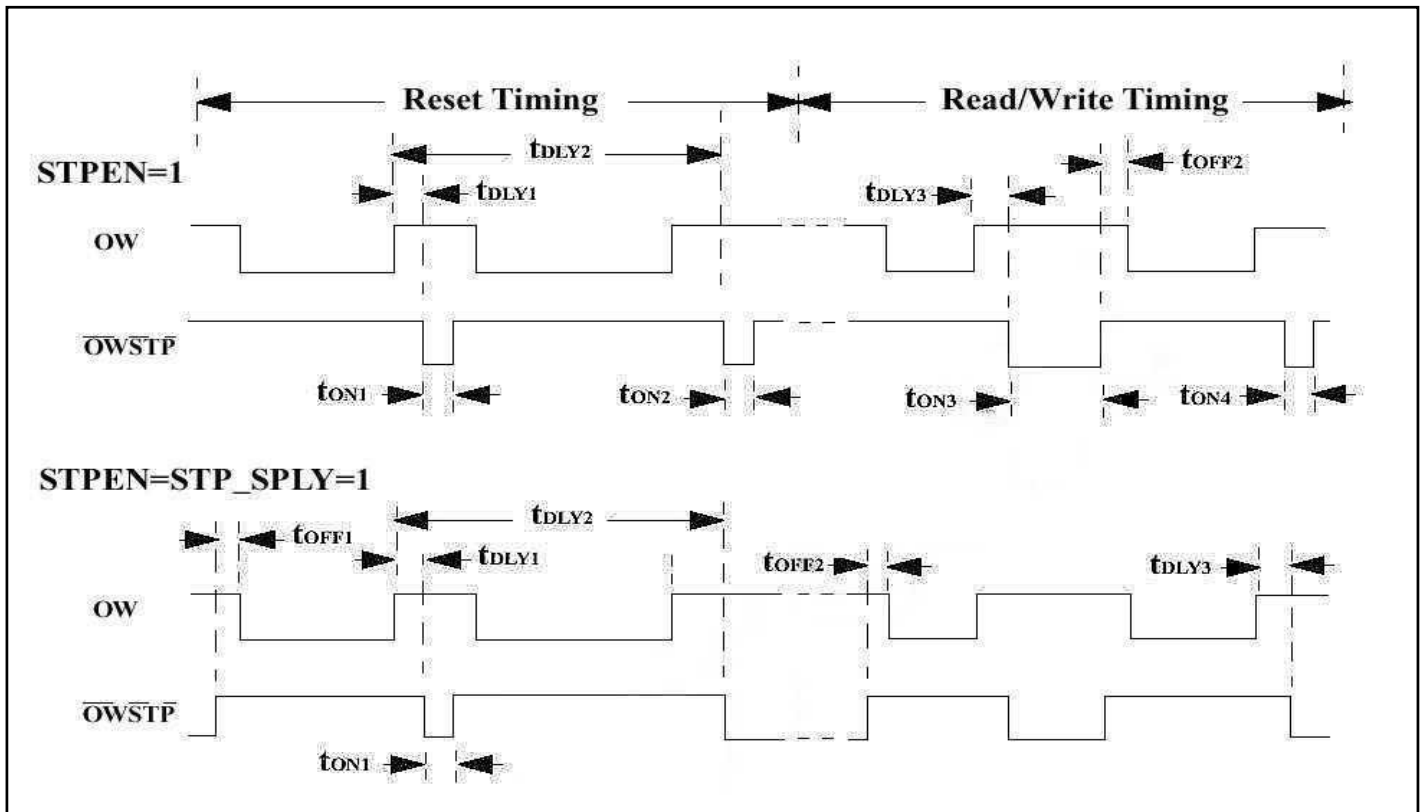 Reset Timing Read/Write Timing
tDLY2 tOFF2
STPEN=1
tDLY1 tDLY3
OW
OWSTP
tON1 tON2 tON3 tON4
STPEN=STP_SPLY=1
tDLY2
tOFF1 tDLY1 tOFF2 tDLY3
OW
OWSTP
tON1